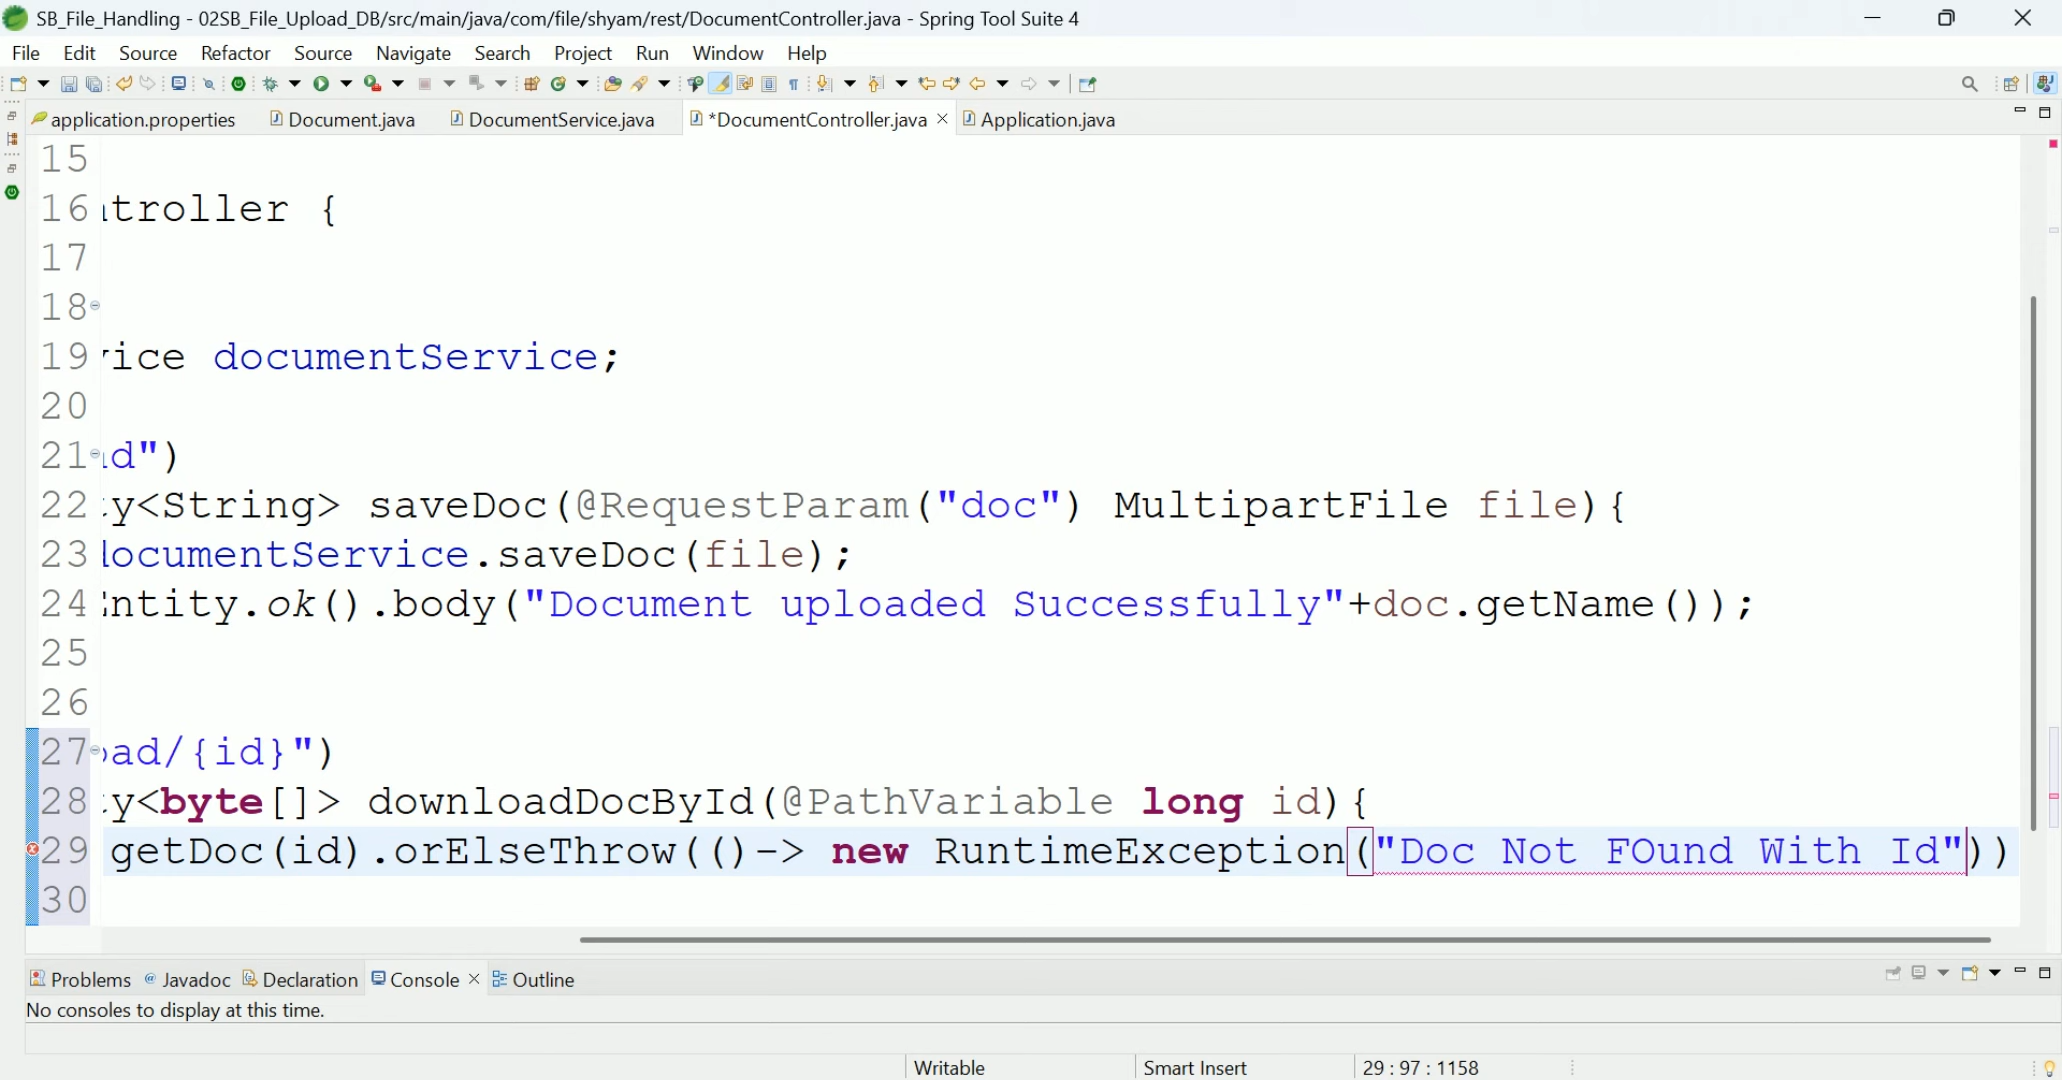 SB_File_Handling - 02SB_File_Upload_DB/src/main/java/com/file/shyam/rest/DocumentController.java - Spring Tool Suite 4
File Edit Source Refactor Source Navigate Search Project Run Window Help
application.properties Document.java DocumentService.java *DocumentController.java Application.java
15
16 troller {
17
18
19 ice documentService;
20
21 d")
22 y<String> saveDoc(@RequestParam("doc") MultipartFile file){
23 documentService.saveDoc(file);
24 ntity.ok().body("Document uploaded Successfully"+doc.getName());
25
26
27 ad/{id}")
28 y<byte[]> downloadDocById(@PathVariable long id){
29 getDoc(id).orElseThrow(()-> new RuntimeException("Doc Not FOund With Id"))
30
Problems Javadoc Declaration Console Outline
No consoles to display at this time.
Writable Smart Insert 29 : 97 : 1158